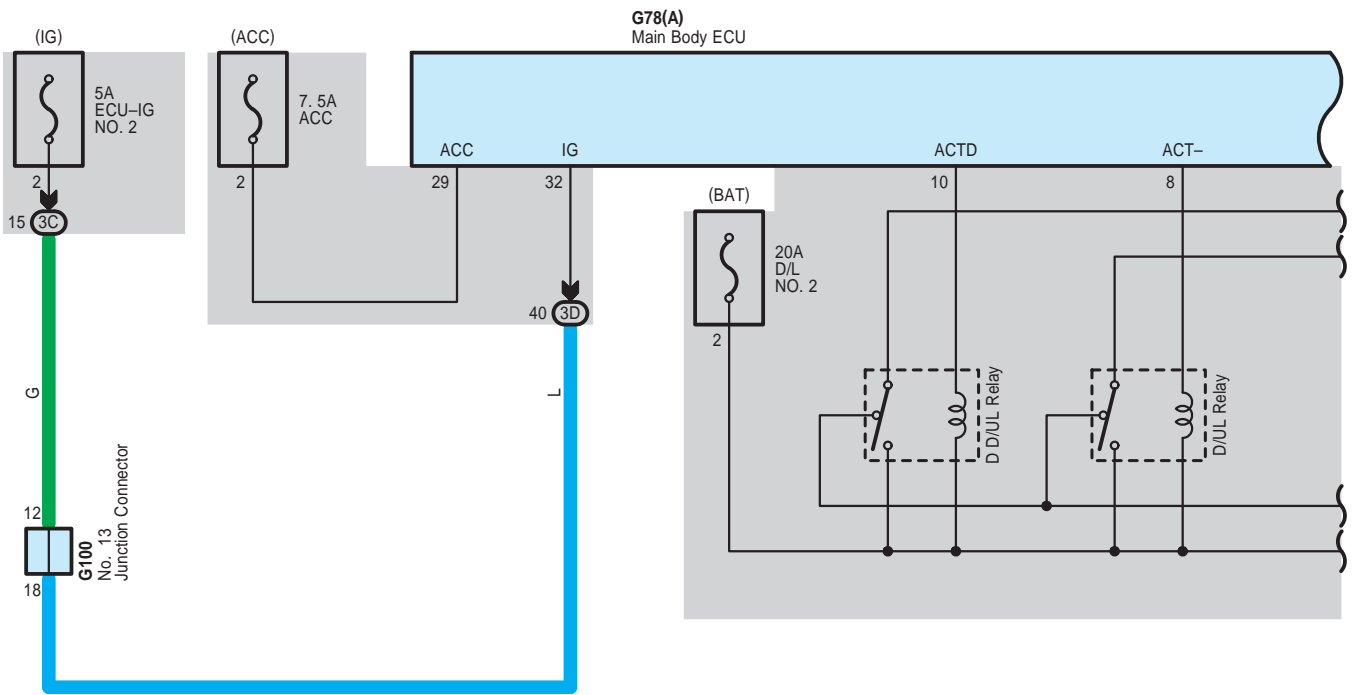 G78(A)
Main Body ECU
(IG)
(ACC)
5A
ECU–IG
NO. 2
7. 5A
ACC
ACC
IG
ACTD
ACT–
2
2
29
32
10
8
15
3C
(BAT)
20A
D/L
NO. 2
40
3D
2
G
L
D D/UL Relay
D/UL Relay
12
G100
No. 13
Junction Connector
18